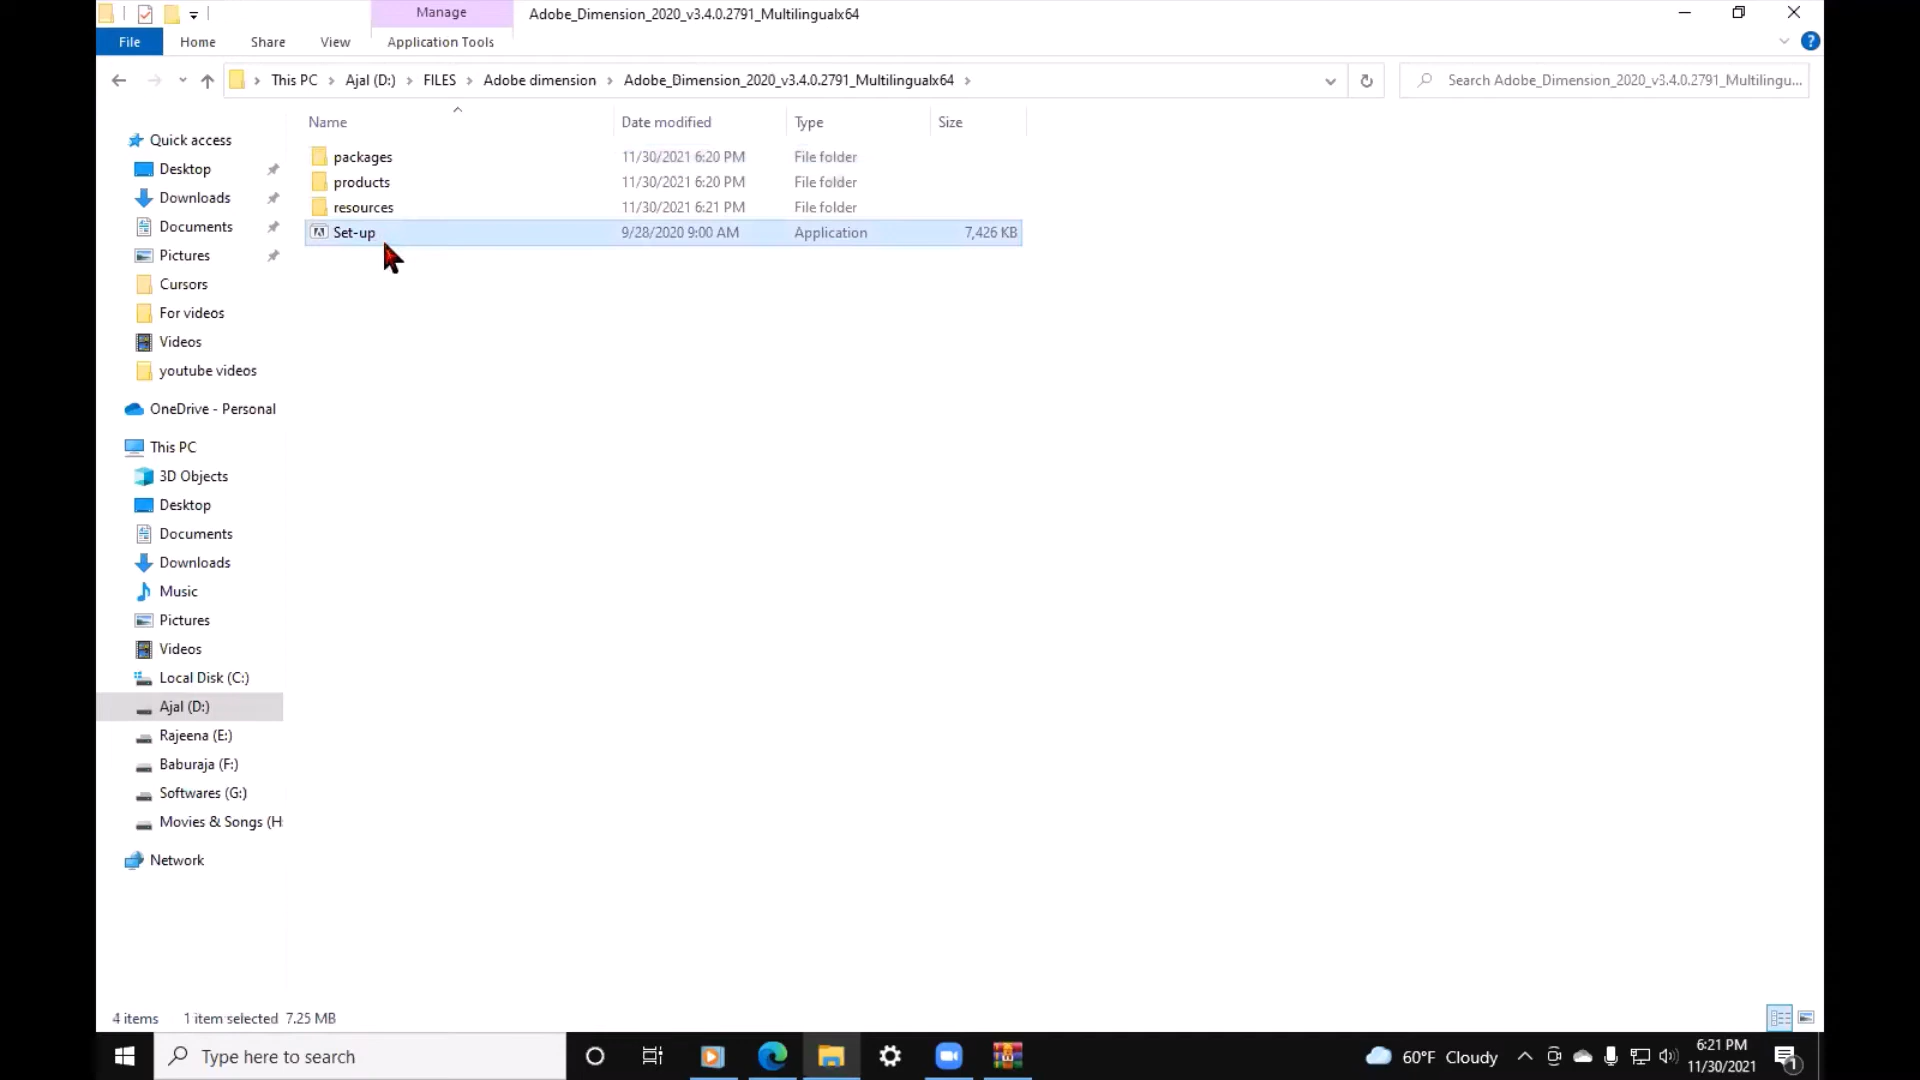 Manage
Adobe_Dimension_2020_v3.4.0.2791_Multilingualx64
File Home Share View Application Tools
This PC Ajal (D:) FILES Adobe dimension Adobe_Dimension_2020_v3.4.0.2791_Multilingualx64
Search Adobe_Dimension_2020_v3.4.0.2791_Multilingu...
Name Date modified Type Size
packages 11/30/2021 6:20 PM File folder
products 11/30/2021 6:20 PM File folder
resources 11/30/2021 6:21 PM File folder
Set-up 9/28/2020 9:00 AM Application 7,426 KB
Quick access
Desktop
Downloads
Documents
Pictures
Cursors
For videos
Videos
youtube videos
OneDrive - Personal
This PC
3D Objects
Desktop
Documents
Downloads
Music
Pictures
Videos
Local Disk (C:)
Ajal (D:)
Rajeena (E:)
Baburaja (F:)
Softwares (G:)
Movies & Songs (H:
Network
4 items 1 item selected 7.25 MB
Type here to search
60°F Cloudy
6:21 PM
11/30/2021
1